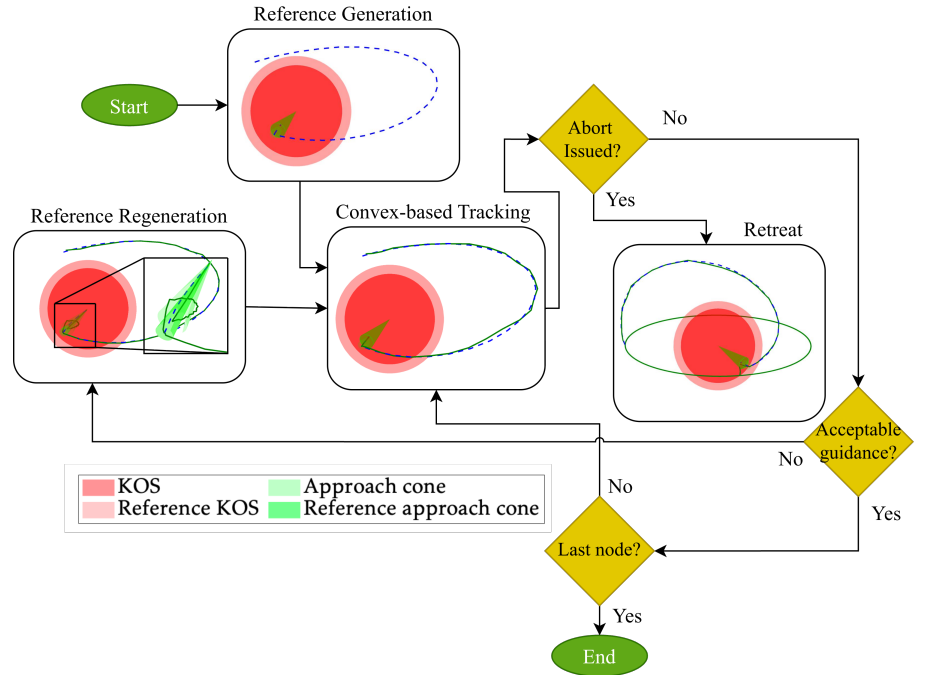 Reference Generation
Start
Abort
Issued?
No
Yes
Reference Regeneration
Convex-based Tracking
Retreat
Acceptable
guidance?
No
Yes
KOS
Approach cone
Reference KOS
Reference approach cone
No
Last node?
Yes
End